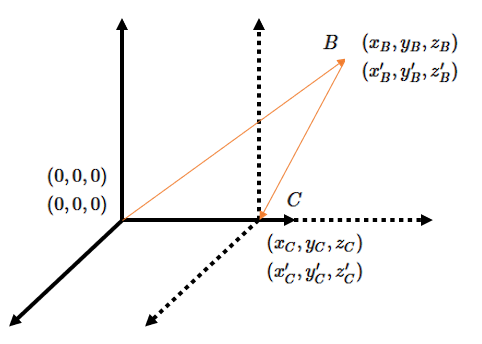 B (x_B, y_B, z_B)
(x'_B, y'_B, z'_B)
(0, 0, 0)
(0, 0, 0)
C
(x_C, y_C, z_C)
(x'_C, y'_C, z'_C)